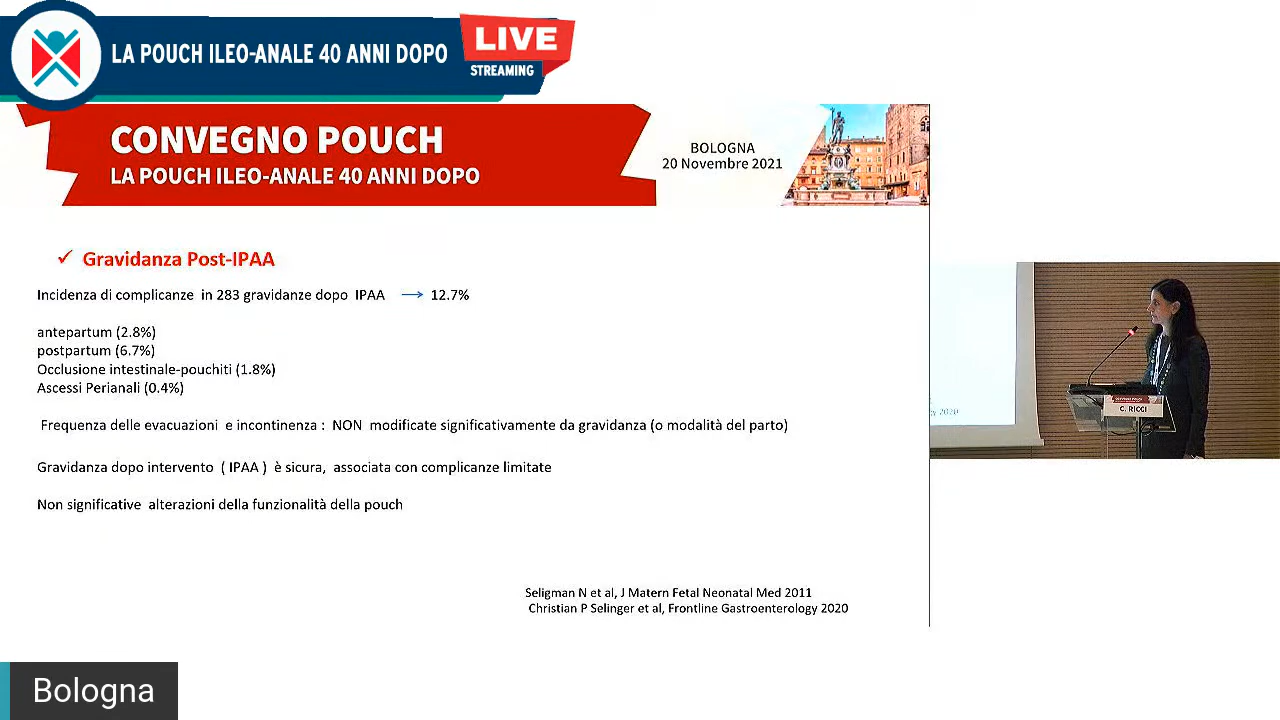 LA POUCH ILEO-ANALE 40 ANNI DOPO
LIVE
STREAMING
CONVEGNO POUCH
LA POUCH ILEO-ANALE 40 ANNI DOPO
BOLOGNA
20 Novembre 2021
✓ Gravidanza Post-IPAA
Incidenza di complicanze in 283 gravidanze dopo IPAA → 12.7%
antepartum (2.8%)
postpartum (6.7%)
Occlusione intestinale-pouchiti (1.8%)
Ascessi Perianali (0.4%)
Frequenza delle evacuazioni e incontinenza : NON modificate significativamente da gravidanza (o modalità del parto)
Gravidanza dopo intervento ( IPAA ) è sicura, associata con complicanze limitate
Non significative alterazioni della funzionalità della pouch
Seligman N et al, J Matern Fetal Neonatal Med 2011
Christian P Selinger et al, Frontline Gastroenterology 2020
CONVEGNO POUCH
C. RICCI
2020
Bologna